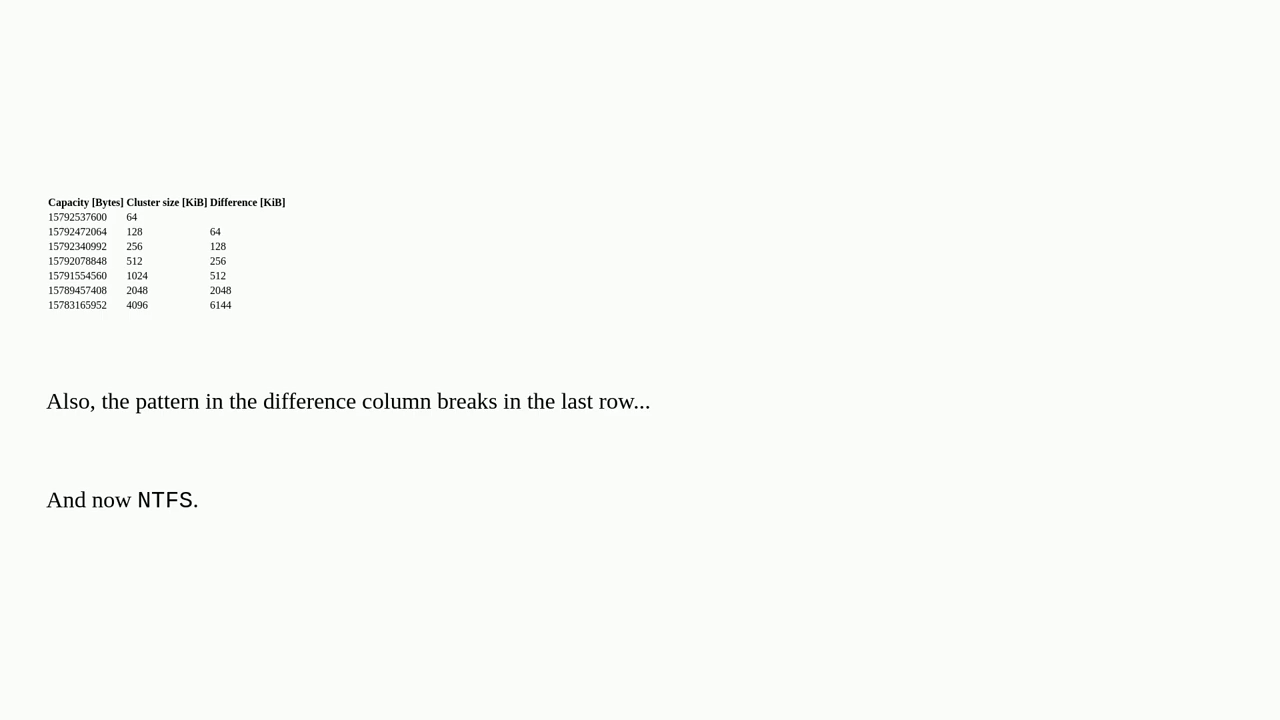 Capacity [Bytes] Cluster size [KiB] Difference [KiB]
15792537600 64
15792472064 128 64
15792340992 256 128
15792078848 512 256
15791554560 1024 512
15789457408 2048 2048
15783165952 4096 6144
Also, the pattern in the difference column breaks in the last row...
And now NTFS.